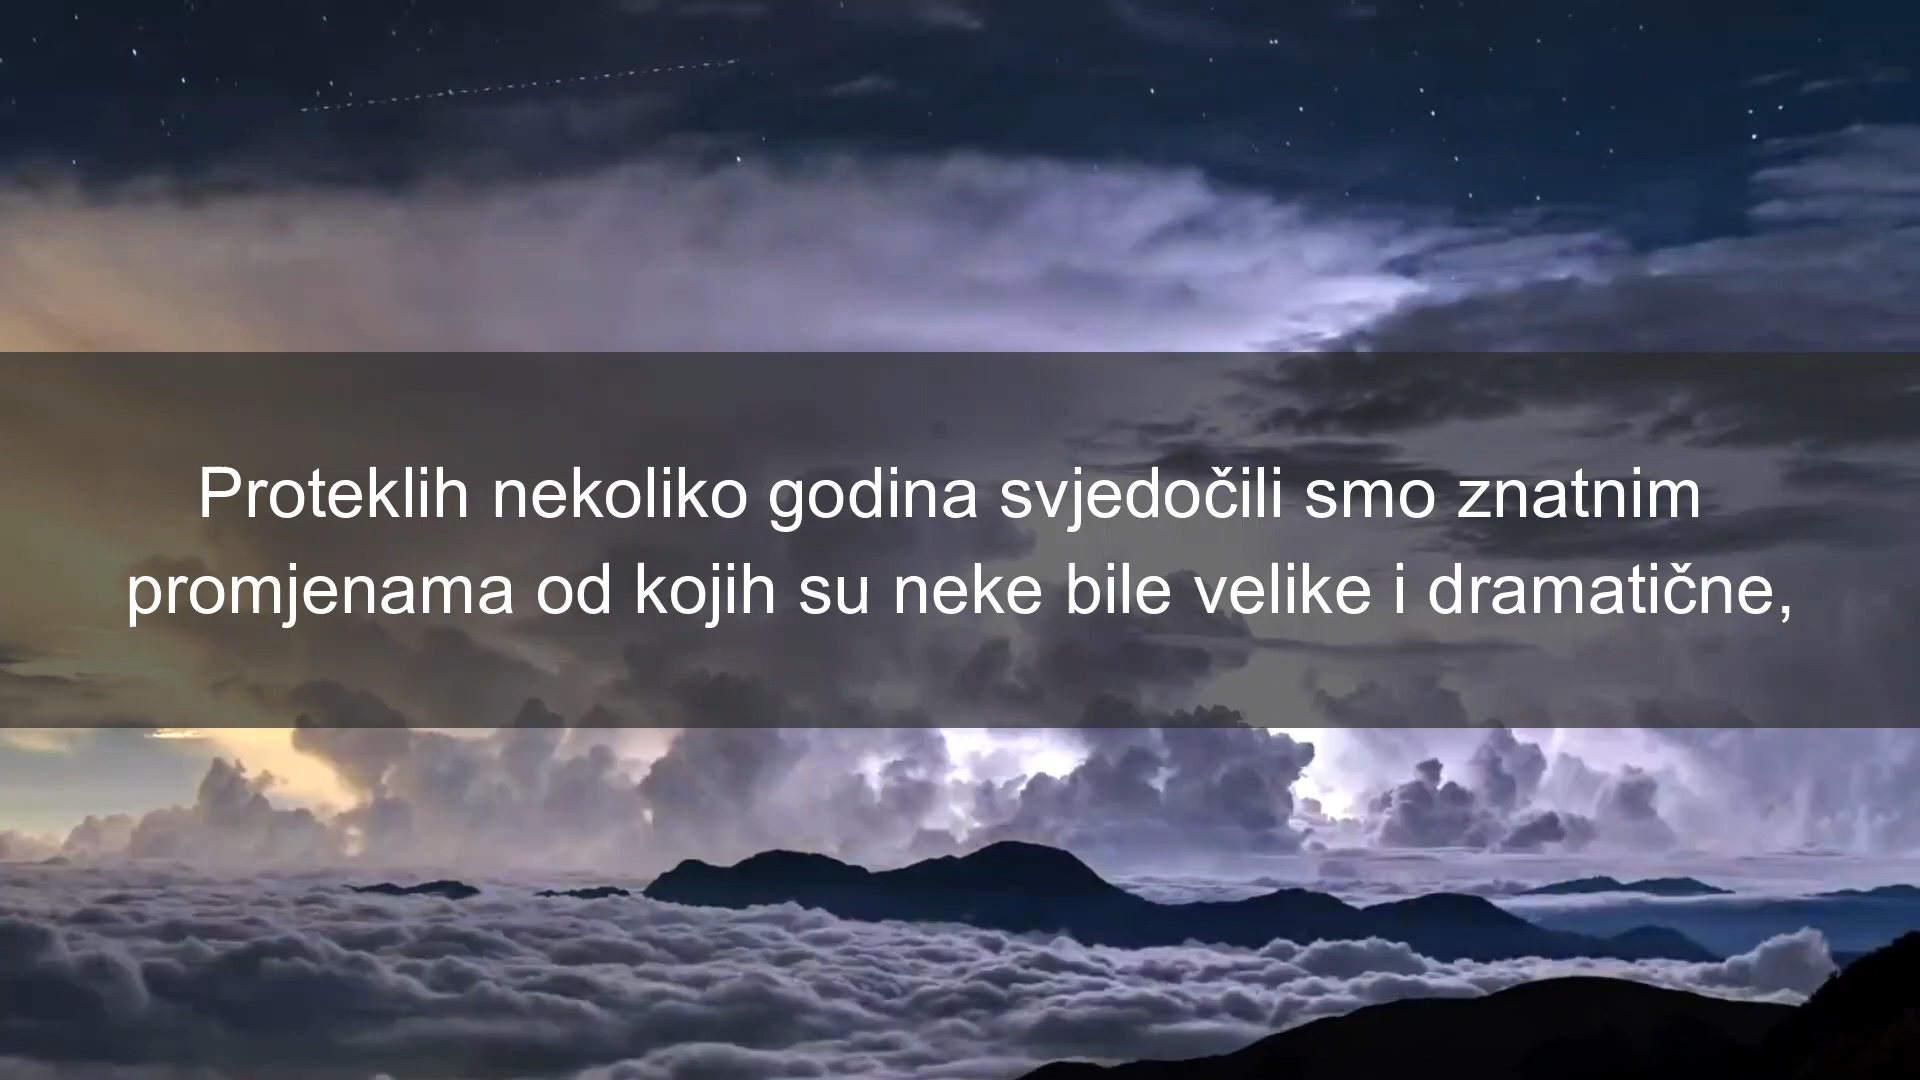 Proteklih nekoliko godina svjedočili smo znatnim
promjenama od kojih su neke bile velike i dramatične,